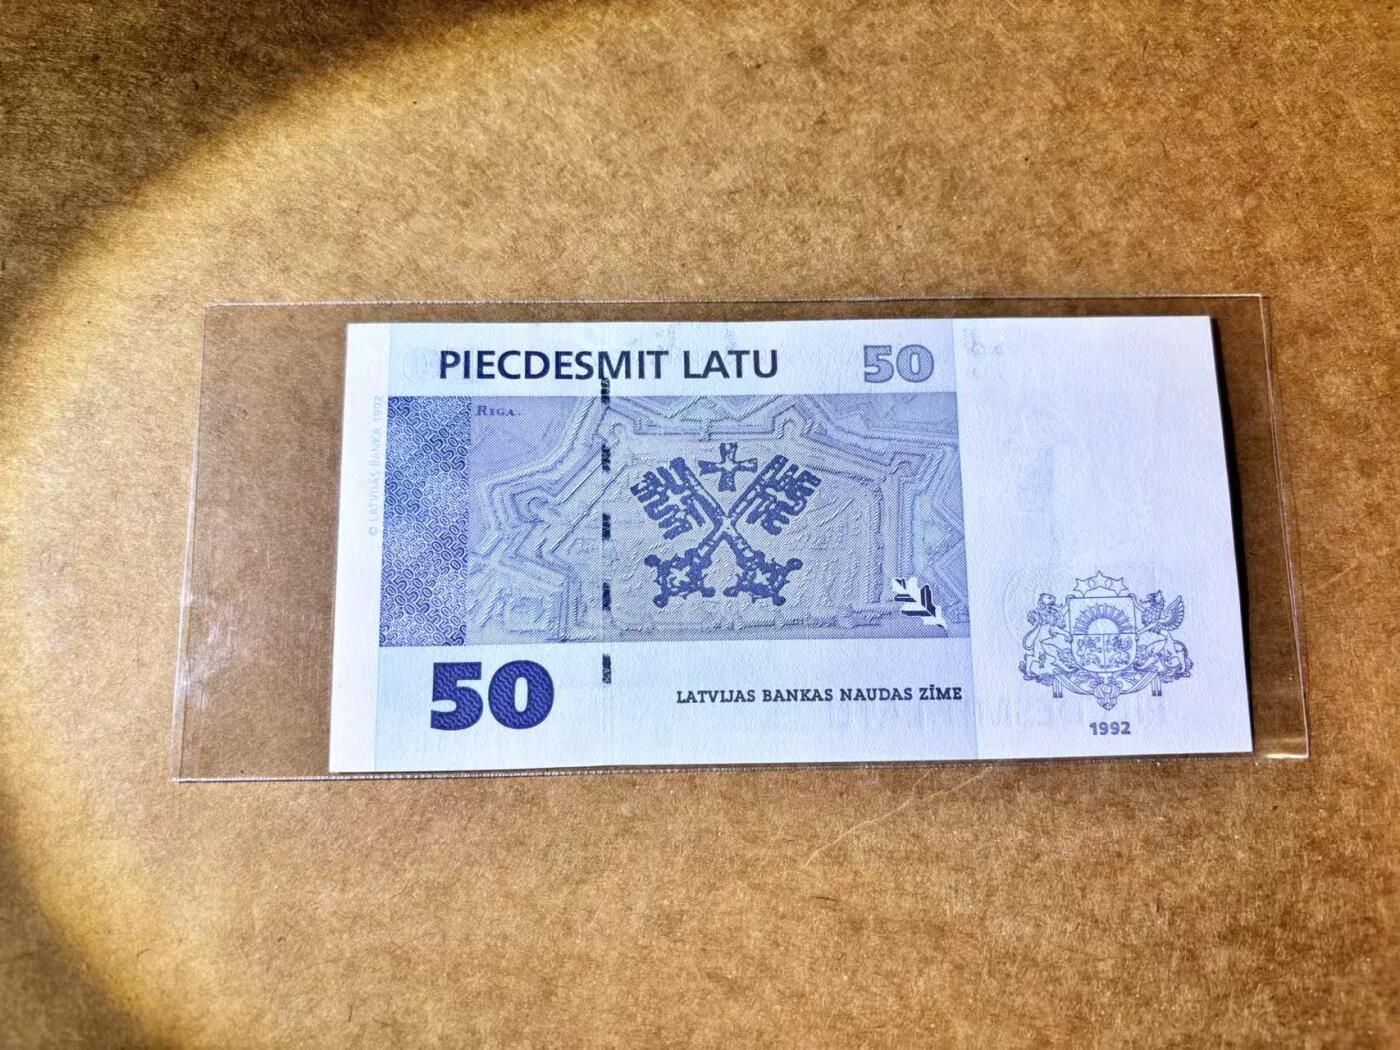 PIECDESMIT LATU
50
© LATVIJAS BANKA 1992
RIGA.
50
LATVIJAS BANKAS NAUDAS ZĪME
1992